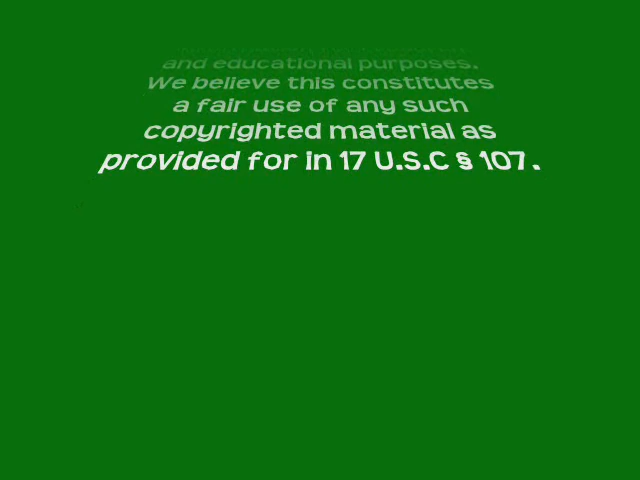 and educational purposes.
We believe this constitutes
a fair use of any such
copyrighted material as
provided for in 17 U.S.C § 107.